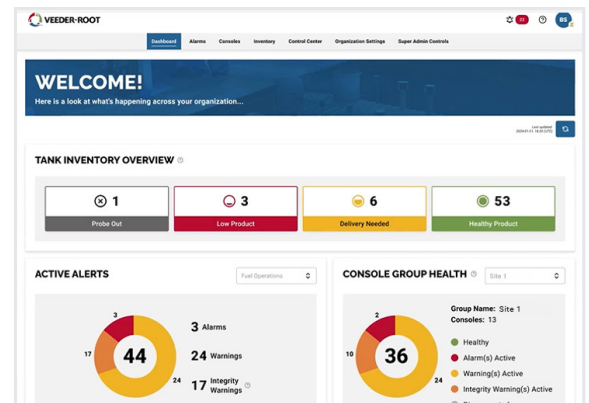 VEEDER-ROOT
BS
Dashboard Alarms Consoles Inventory Control Center Organization Settings Super Admin Controls
WELCOME!
Here is a look at what's happening across your organization...
Last updated
TANK INVENTORY OVERVIEW
1
Probe Out
3
Low Product
6
Delivery Needed
53
Healthy Product
ACTIVE ALERTS
Fuel Operations
3
17
44
24
3 Alarms
24 Warnings
17 Integrity
Warnings
CONSOLE GROUP HEALTH
Site 1
2
10
36
24
Group Name: Site 1
Consoles: 13
Healthy
Alarm(s) Active
Warning(s) Active
Integrity Warning(s) Active